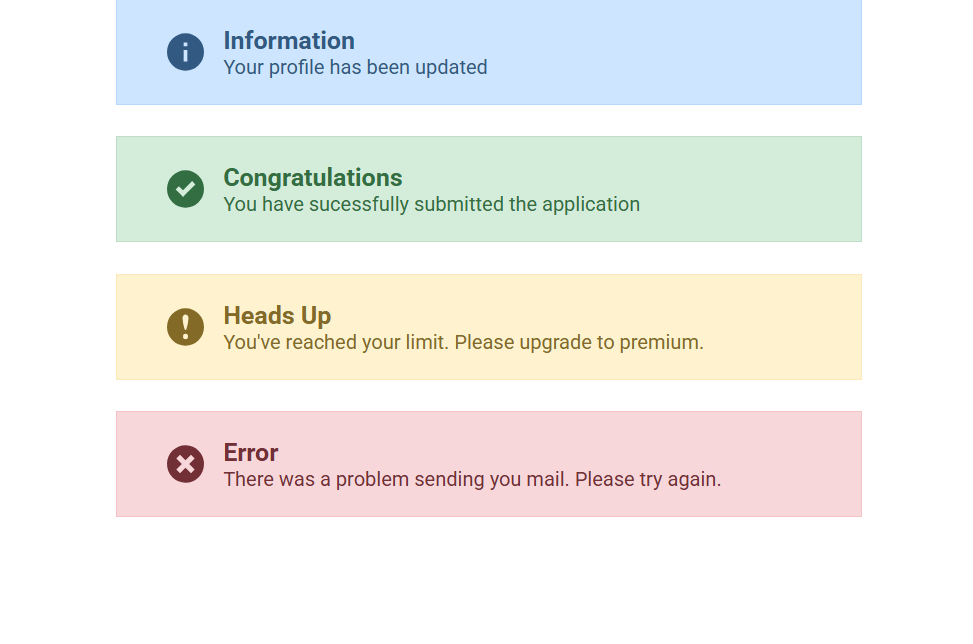 Information
Your profile has been updated
Congratulations
You have sucessfully submitted the application
Heads Up
You've reached your limit. Please upgrade to premium.
Error
There was a problem sending you mail. Please try again.